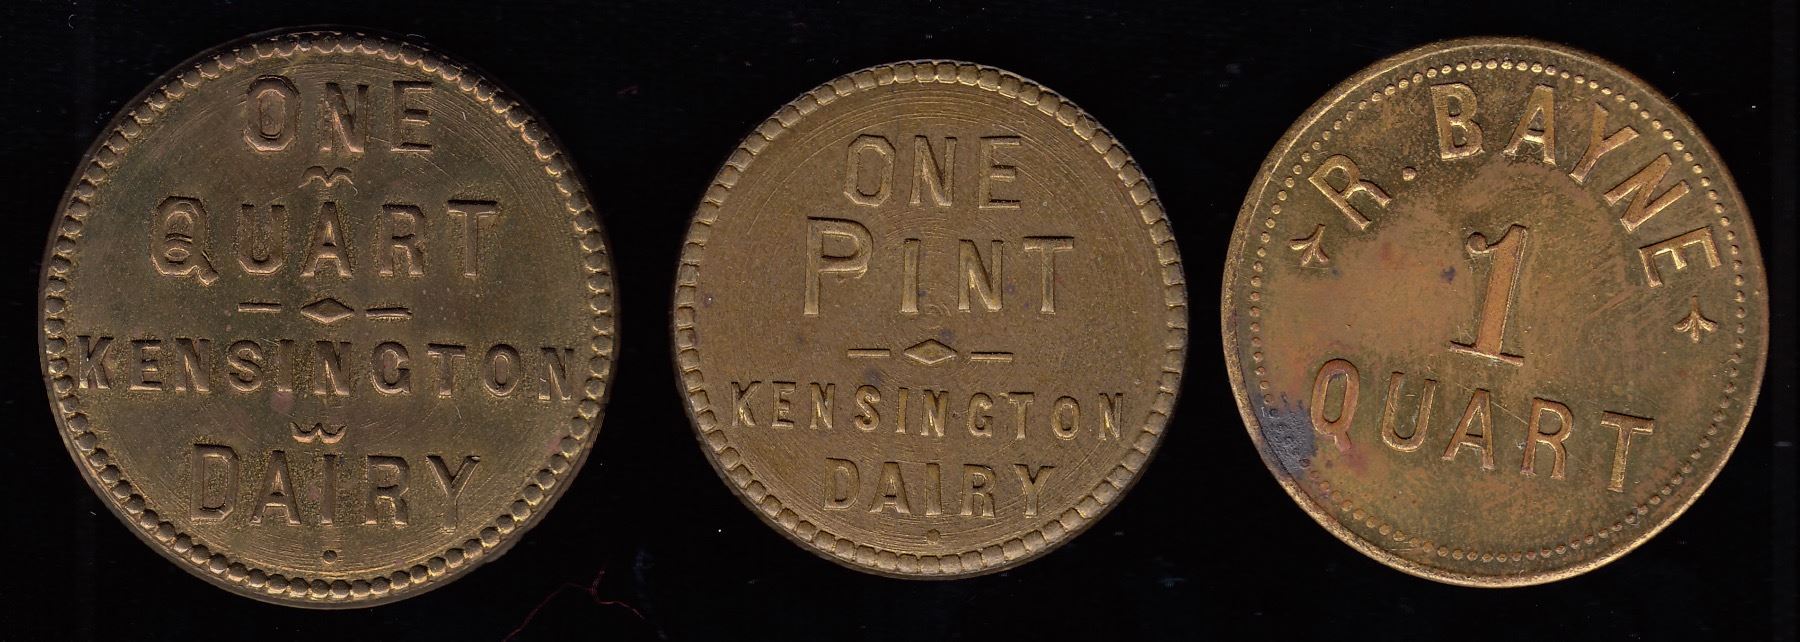 ONE
QUART
KENSINGTON
DAIRY
ONE
PINT
KENSINGTON
DAIRY
R. BAYNE
1
QUART